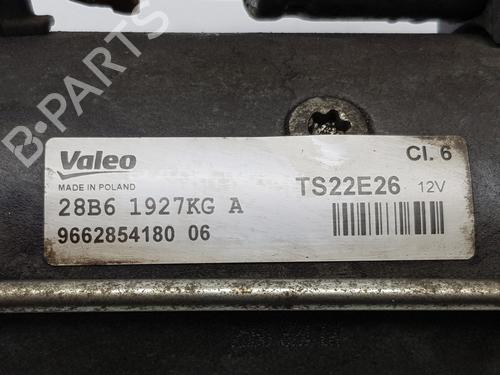 B-PARTS
Valeo
Cl. 6
MADE IN POLAND
TS22E26 12V
28B6 1927KG A
9662854180 06